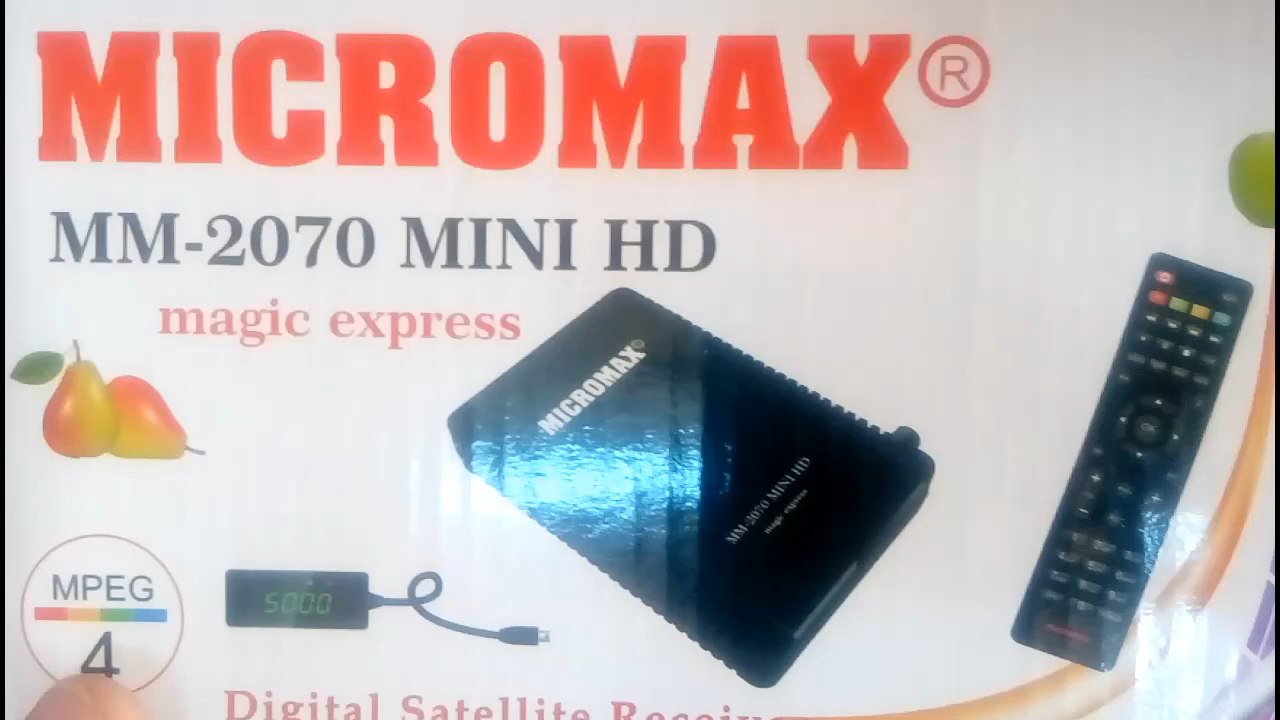 MICROMAX®
MM-2070 MINI HD
magic express
MICROMAX®
MM-2070 MINI HD
magic express
OK
MPEG
4
5000
Digital Satellite